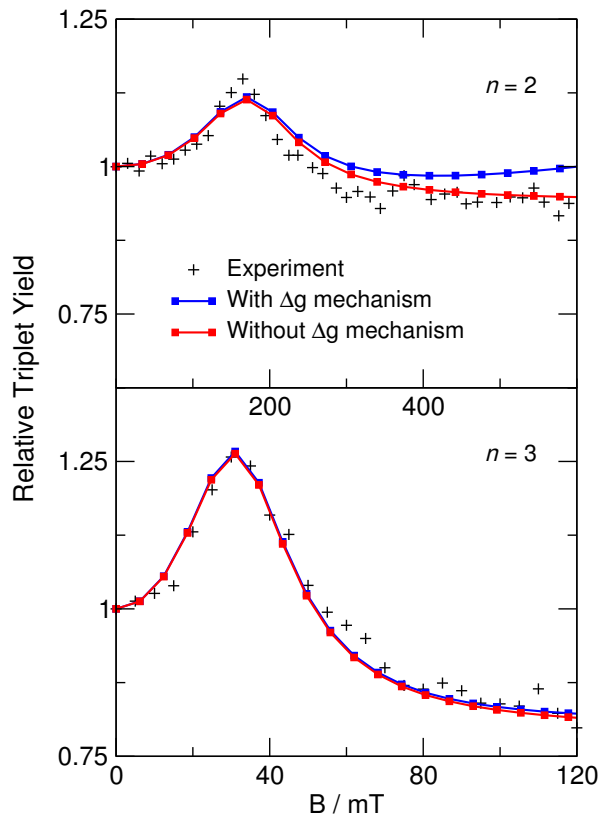 1.25
n = 2
1
Experiment
With Δg mechanism
0.75
Without Δg mechanism
Relative Triplet Yield
200 400
1.25
n = 3
1
0.75
0 40 80 120
B / mT